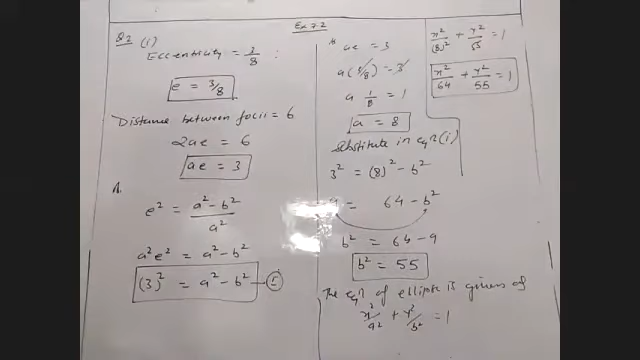 Ex 7.2
Q2 (i)
Eccentricity = 3/8 :
e = 3/8
Distance between focii = 6
2ae = 6
ae = 3
e² = a² - b² / a²
a²e² = a² - b²
(3)² = a² - b² —
ae = 3
a(3/8) = 3
a 1/8 = 1
a = 8
Substitute in eqn (i)
3² = (8)² - b²
9 = 64 - b²
b² = 64 - 9
b² = 55
The eqn of ellipse is given of
x²/a² + y²/b² = 1
x²/(8)² + y²/55 = 1
x²/64 + y²/55 = 1